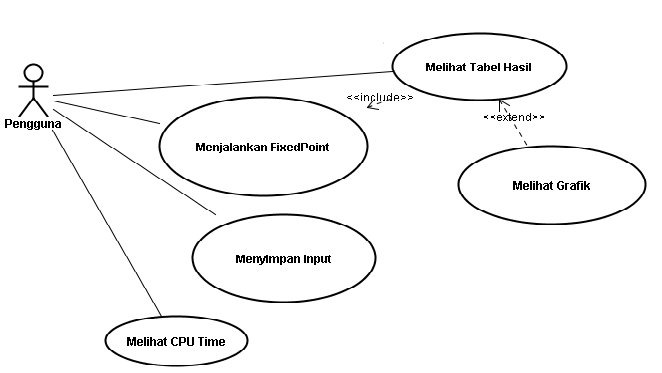 Melihat Tabel Hasil
<<include>>
Pengguna
<<extend>>
Menjalankan FixedPoint
Melihat Grafik
MenyImpan Input
Melihat CPU Time